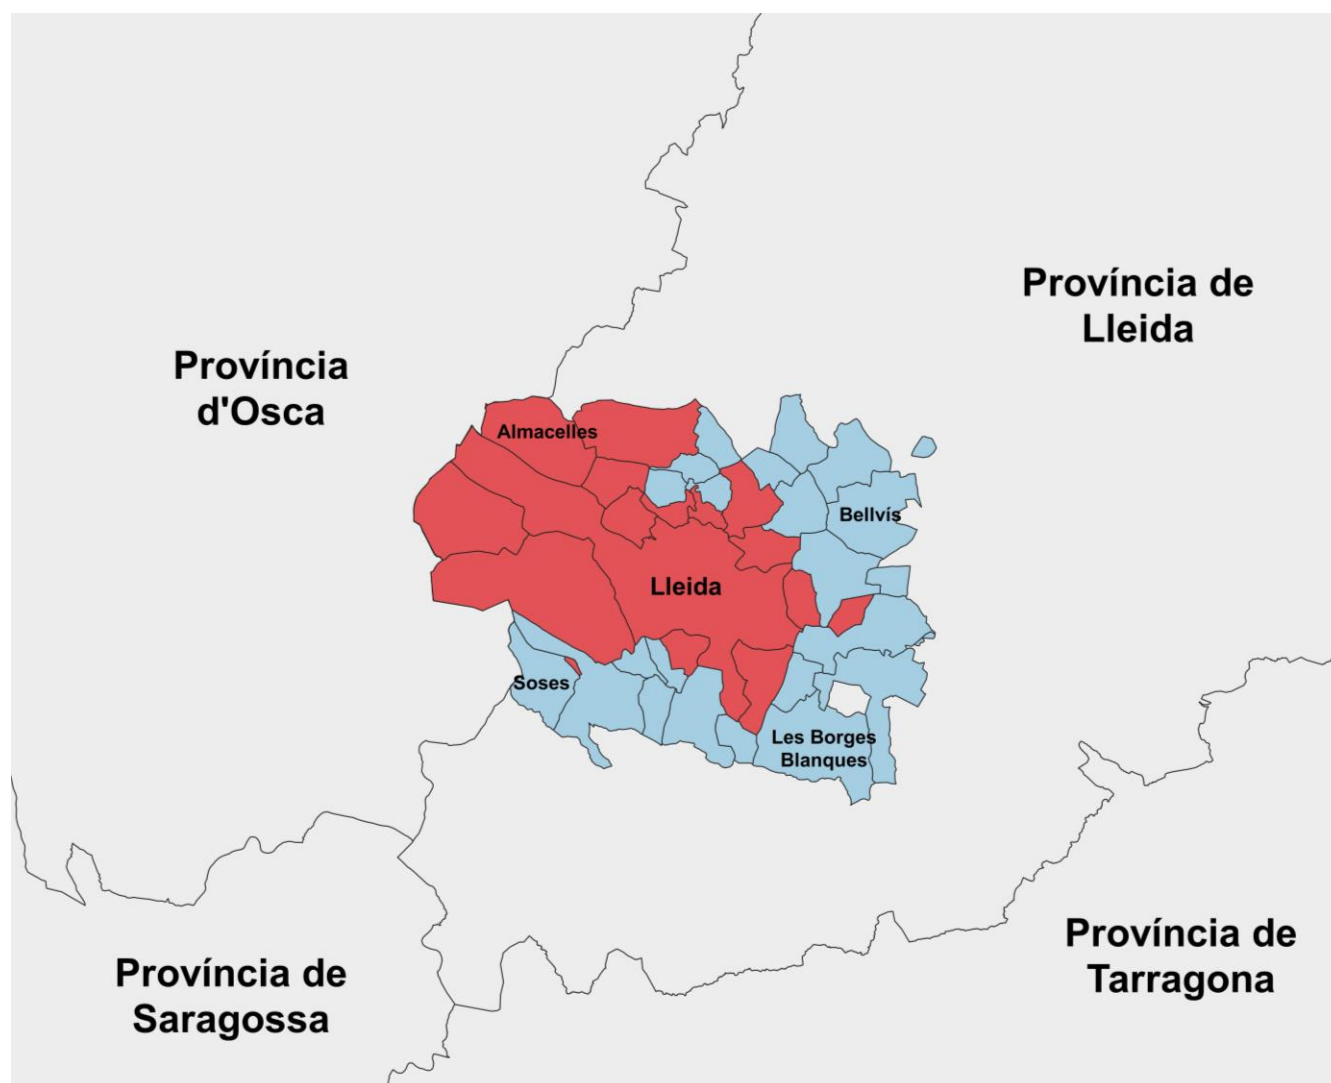 Província de
Lleida
Província
d'Osca
Almacelles
Bellvís
Lleida
Soses
Les Borges
Blanques
Província de
Tarragona
Província de
Saragossa